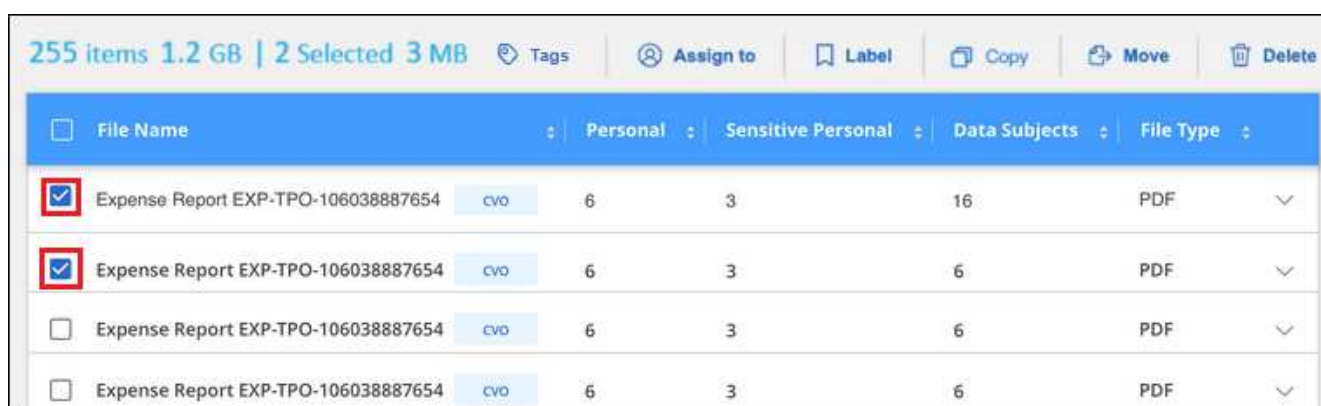 255 items 1.2 GB | 2 Selected 3 MB Tags Assign to Label Copy Move Delete
File Name Personal Sensitive Personal Data Subjects File Type
Expense Report EXP-TPO-106038887654 CVO 6 3 16 PDF
Expense Report EXP-TPO-106038887654 CVO 6 3 6 PDF
Expense Report EXP-TPO-106038887654 CVO 6 3 6 PDF
Expense Report EXP-TPO-106038887654 CVO 6 3 6 PDF